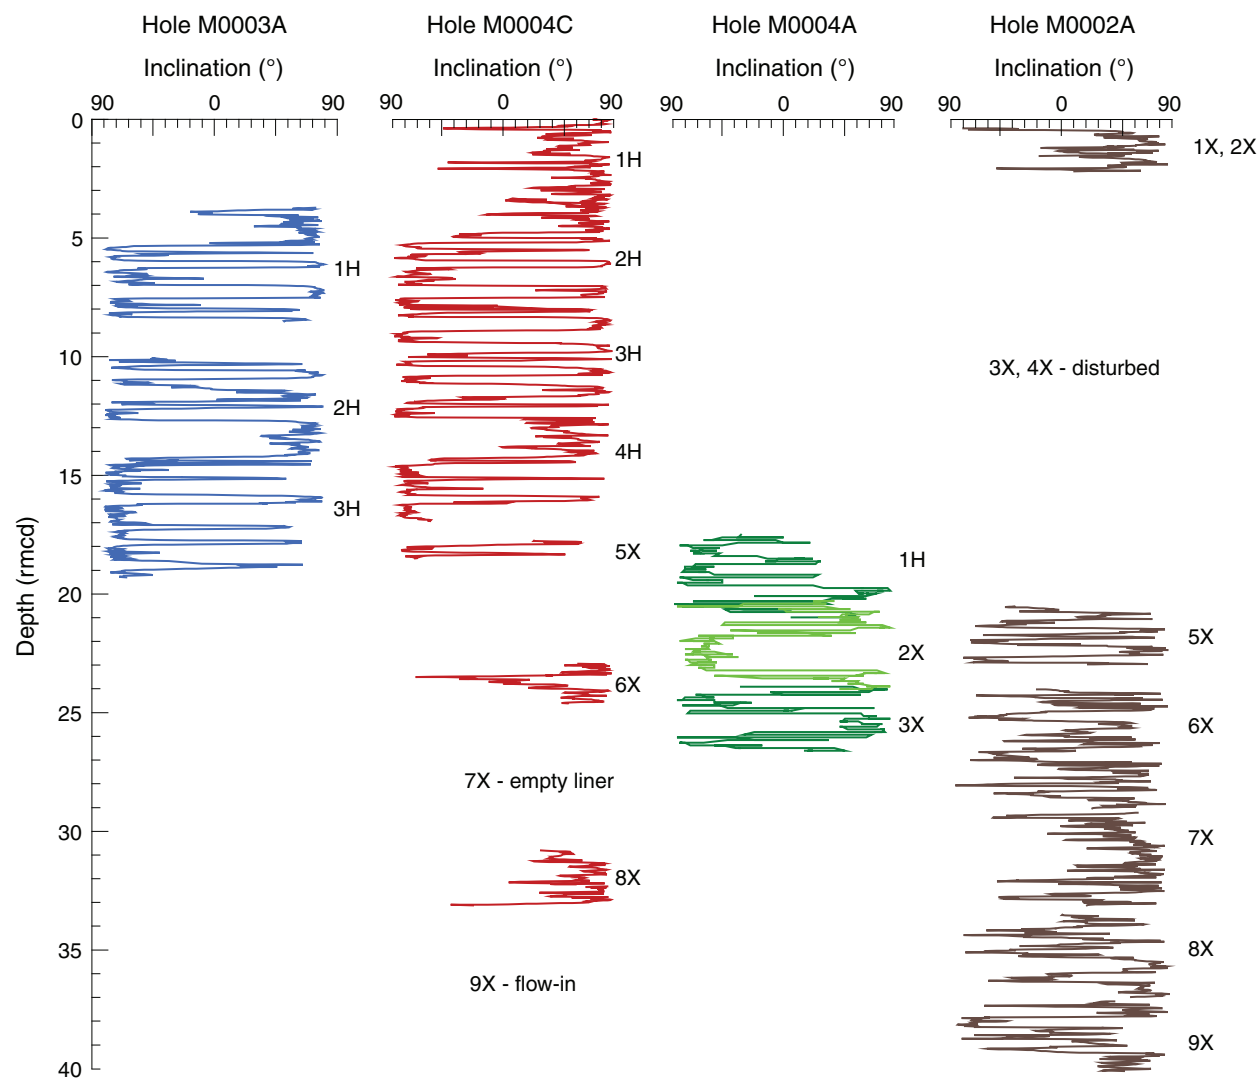 Hole M0003A Hole M0004C Hole M0004A Hole M0002A
Inclination (°) Inclination (°) Inclination (°) Inclination (°)
90 0 90 90 0 90 90 0 90 90 0 90
0
1X, 2X
1H
5
2H
1H
10
3H
3X, 4X - disturbed
2H
4H
15
3H
5X
1H
Depth (rmcd)
20
5X
2X
6X
25
3X
6X
7X - empty liner
30
7X
8X
35
8X
9X - flow-in
9X
40